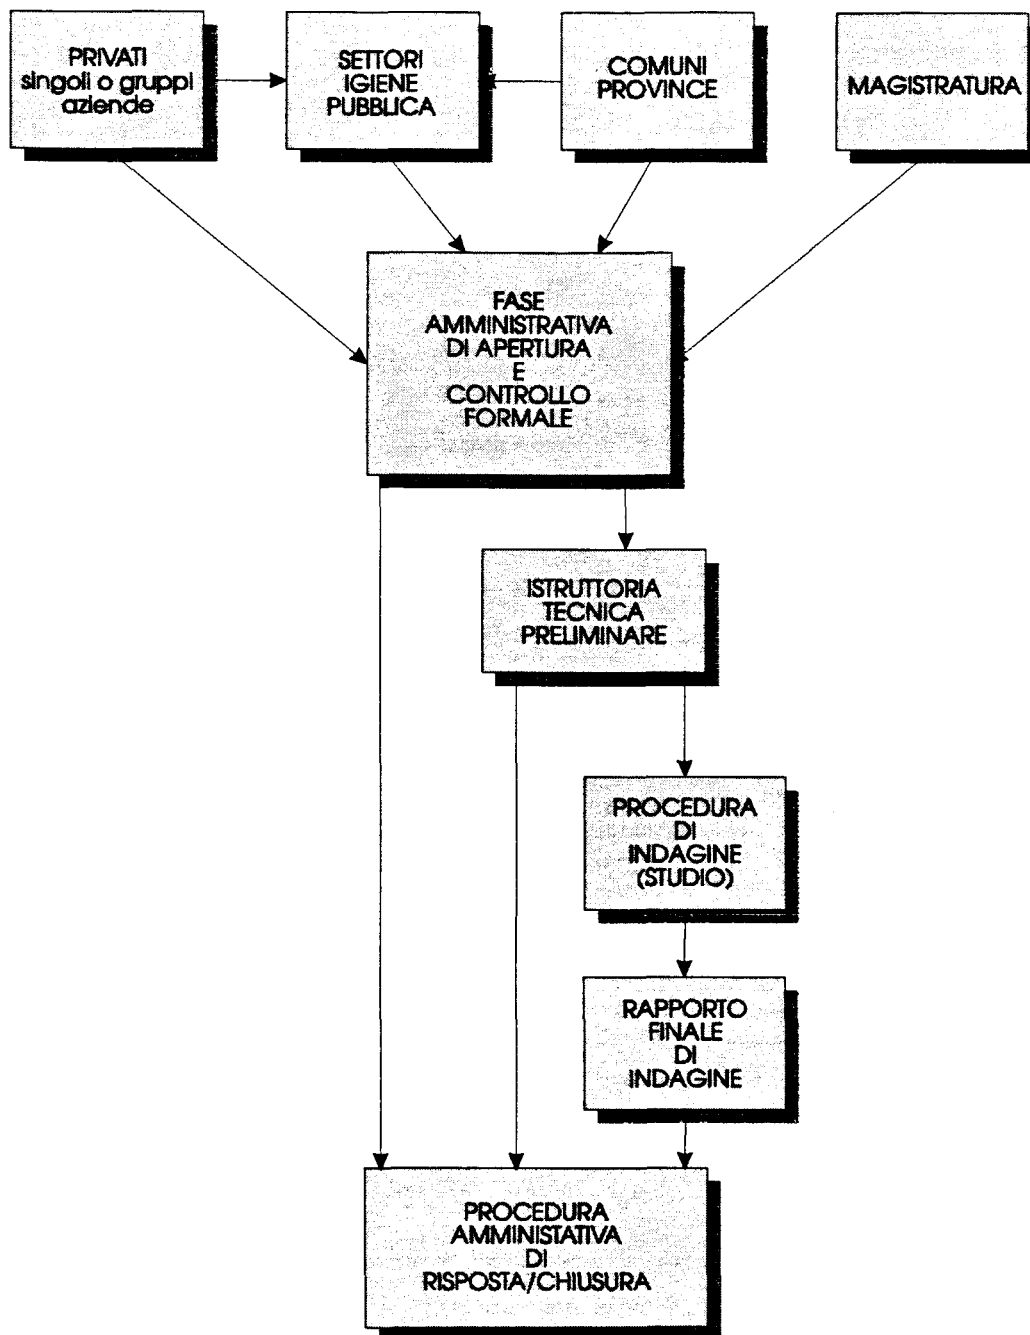 PRIVATI
singoli o gruppi
aziende
SETTORI
IGIENE
PUBBLICA
COMUNI
PROVINCE
MAGISTRATURA
FASE
AMMINISTRATIVA
DI APERTURA
E
CONTROLLO
FORMALE
ISTRUTTORIA
TECNICA
PRELIMINARE
PROCEDURA
DI
INDAGINE
(STUDIO)
RAPPORTO
FINALE
DI
INDAGINE
PROCEDURA
AMMINISTATIVA
DI
RISPOSTA/CHIUSURA